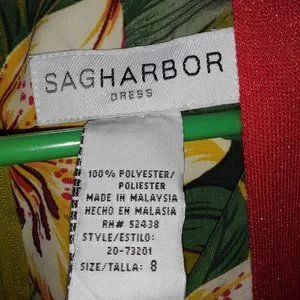 SAGHARBOR
DRESS
100% POLYESTER/
POLIESTER
MADE IN MALAYSIA
HECHO EN MALASIA
RN# 52438
STYLE/ESTILO:
20-73201
SIZE/TALLA: 8